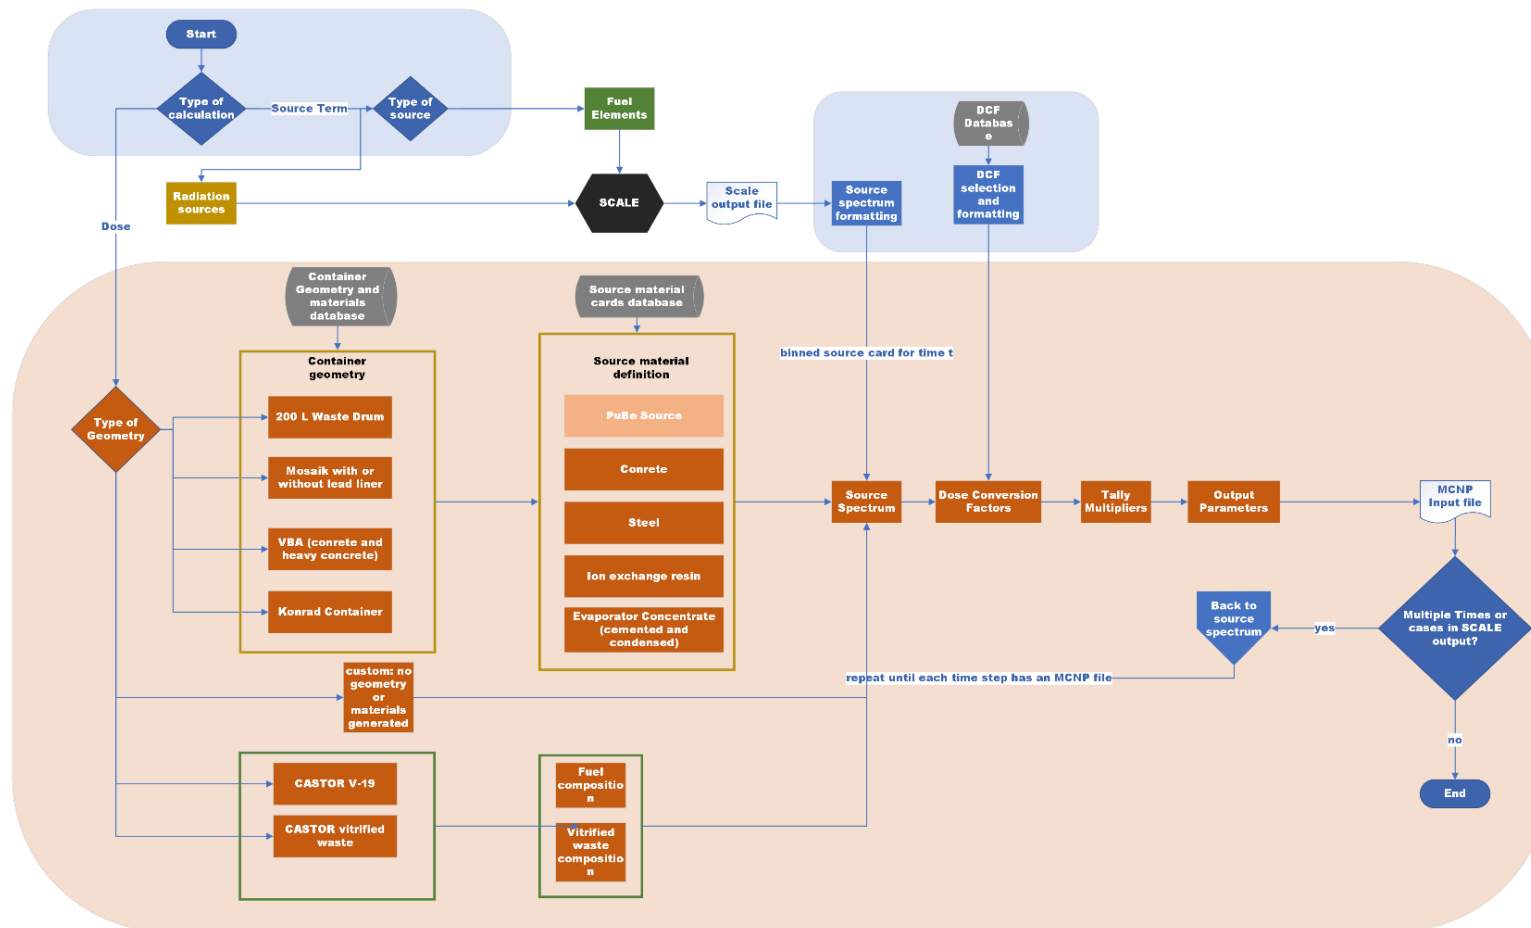 Start
Type of
calculation
Source Term
Type of
source
Fuel
Elements
DCF
Databas
e
Radiation
sources
SCALE
Scale
output file
Source
spectrum
formatting
DCF
selection
and
formatting
Dose
Container
Geometry and
materials
database
Source material
cards database
Container
geometry
Source material
definition
binned source card for time t
Type of
Geometry
200 L Waste Drum
Mosaik with or
without lead liner
VBA (conrete and
heavy concrete)
Konrad Container
PuBe Source
Conrete
Steel
Ion exchange resin
Evaporator Concentrate
(cemented and
condensed)
Source
Spectrum
Dose Conversion
Factors
Tally
Multipliers
Output
Parameters
MCNP
Input file
Back to
source
spectrum
yes
Multiple Times or
cases in SCALE
output?
repeat until each time step has an MCNP file
custom: no
geometry
or
materials
generated
no
CASTOR V-19
CASTOR vitrified
waste
Fuel
compositio
n
Vitrified
waste
compositio
n
End